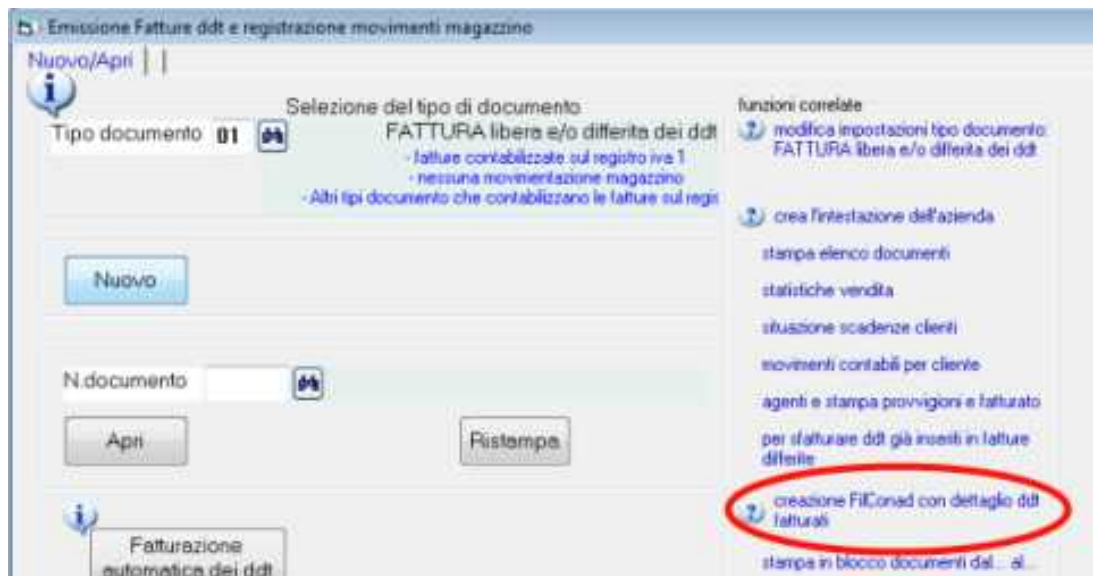 Emissione Fatture ddt e registrazione movimenti magazzino
Nuovo/Apri
Selezione del tipo di documento
Tipo documento 01
FATTURA libera e/o differita dei ddt
- fatture contabilizzate sul registro iva 1
- nessuna movimentazione magazzino
- Altri tipi documento che contabilizzano le fatture sul regis
Nuovo
N.documento
Apri
Ristampa
Fatturazione
automatica dei ddt
funzioni correlate
modifica impostazioni tipo documento:
FATTURA libera e/o differita dei ddt
crea l'intestazione dell'azienda
stampa elenco documenti
statistiche vendita
situazione scadenze clienti
movimenti contabili per cliente
agenti e stampa provvigioni e fatturato
per sfatturare ddt già inseriti in fatture
differite
creazione FilConad con dettaglio ddt
fatturati
stampa in blocco documenti dal... al...